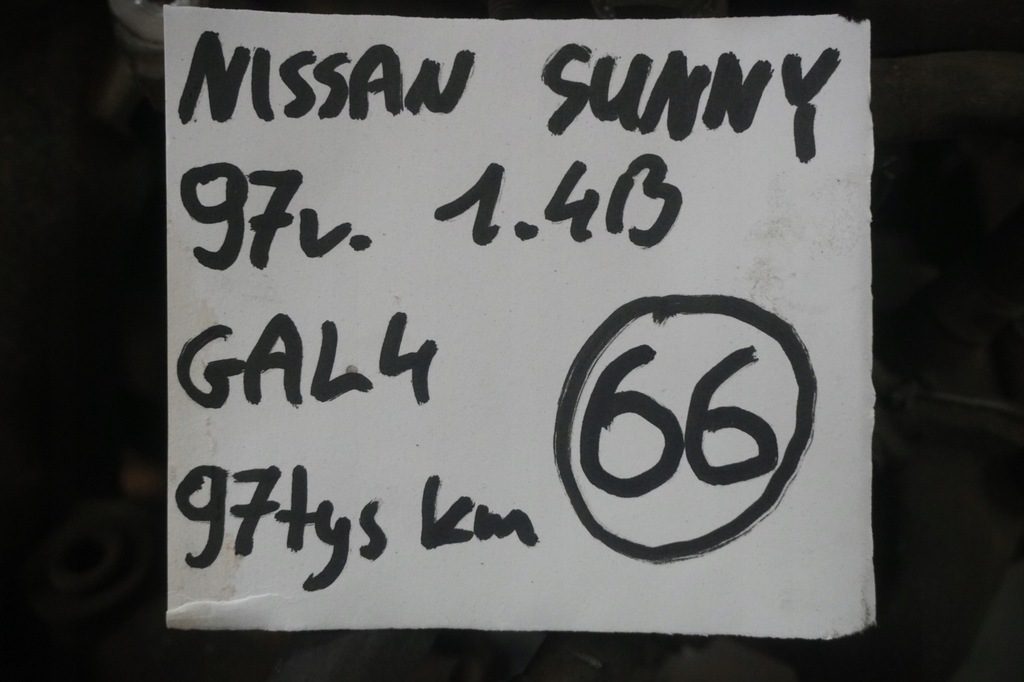 NISSAN SUNNY
97r. 1.4B
GAL4
97tys km
66